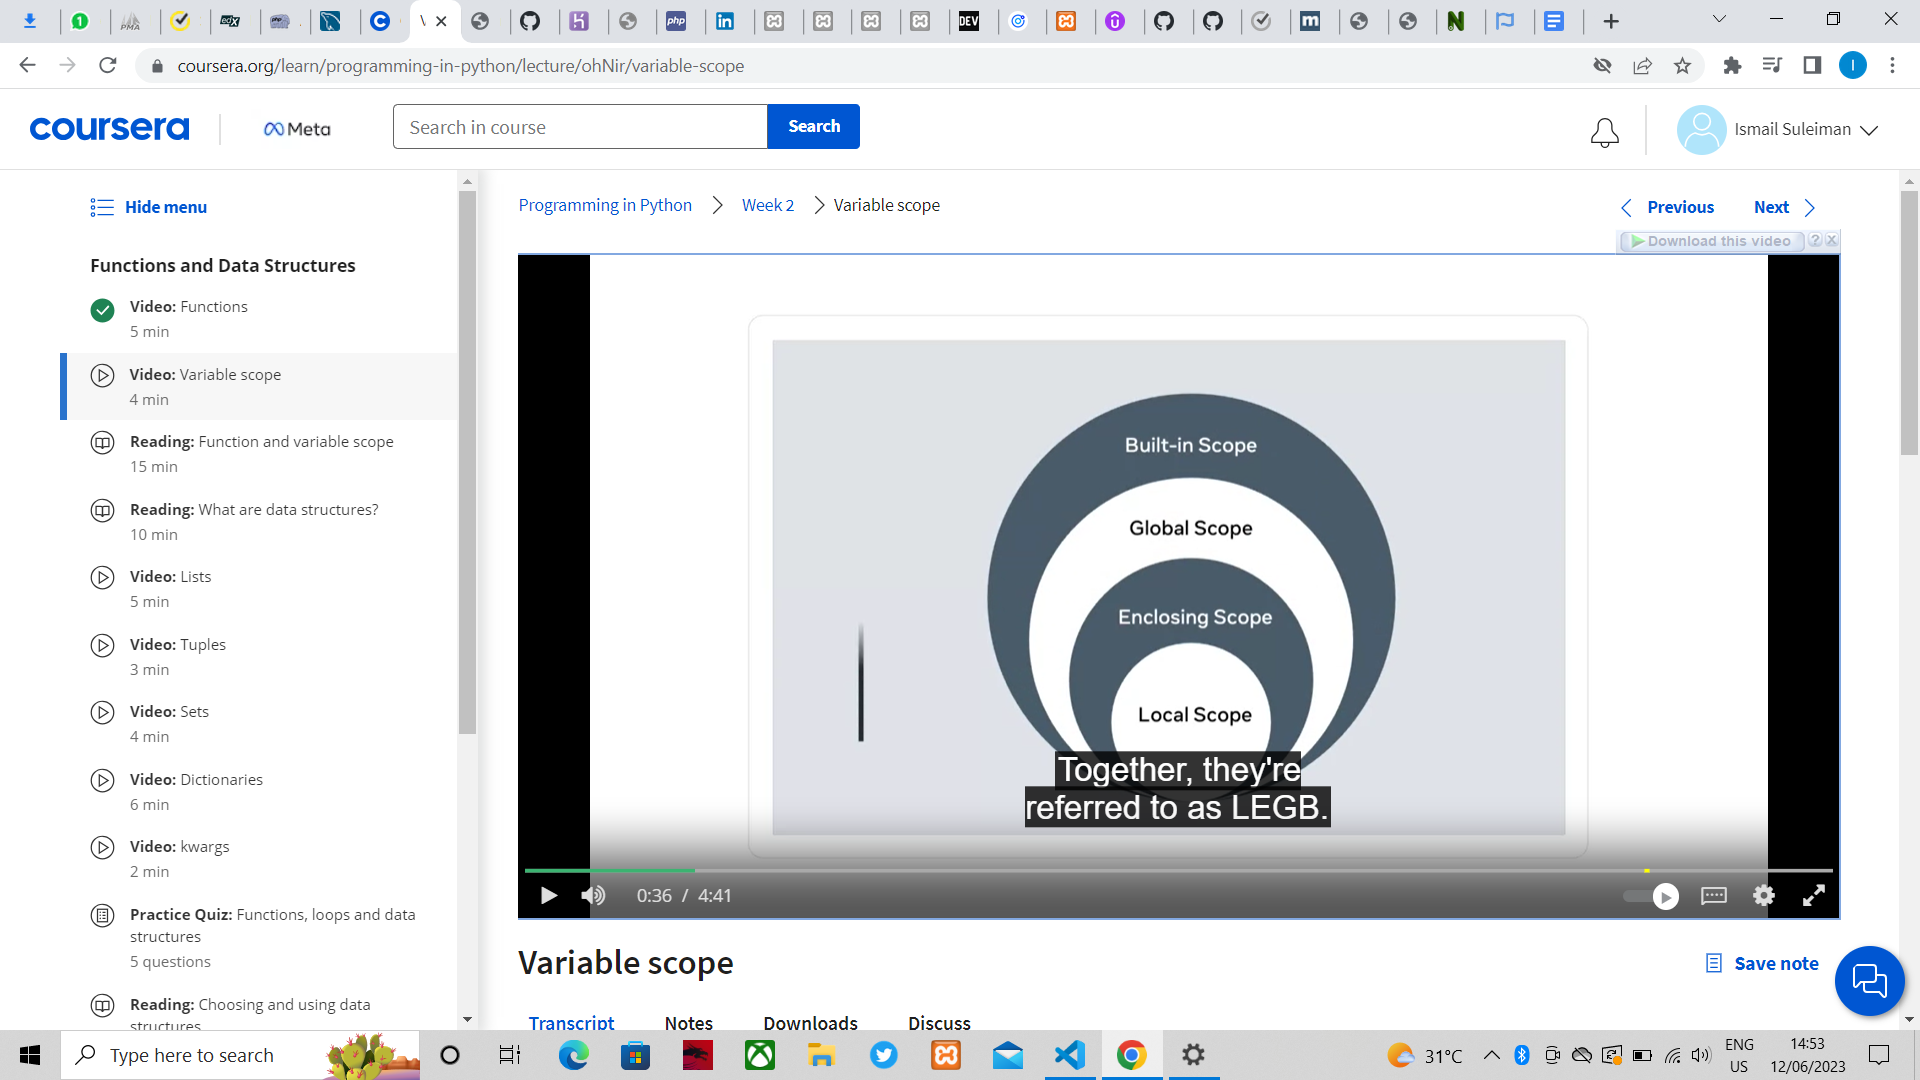 coursera.org/learn/programming-in-python/lecture/ohNir/variable-scope
coursera
Meta
Search in course
Search
Ismail Suleiman
Hide menu
Functions and Data Structures
Video: Functions
5 min
Video: Variable scope
4 min
Reading: Function and variable scope
15 min
Reading: What are data structures?
10 min
Video: Lists
5 min
Video: Tuples
3 min
Video: Sets
4 min
Video: Dictionaries
6 min
Video: kwargs
2 min
Practice Quiz: Functions, loops and data
structures
5 questions
Reading: Choosing and using data
structures
Programming in Python
Week 2
Variable scope
Previous
Next
Download this video
Built-in Scope
Global Scope
Enclosing Scope
Local Scope
Together, they're
referred to as LEGB.
0:36 / 4:41
Variable scope
Save note
Transcript
Notes
Downloads
Discuss
Type here to search
31°C
ENG
US
14:53
12/06/2023